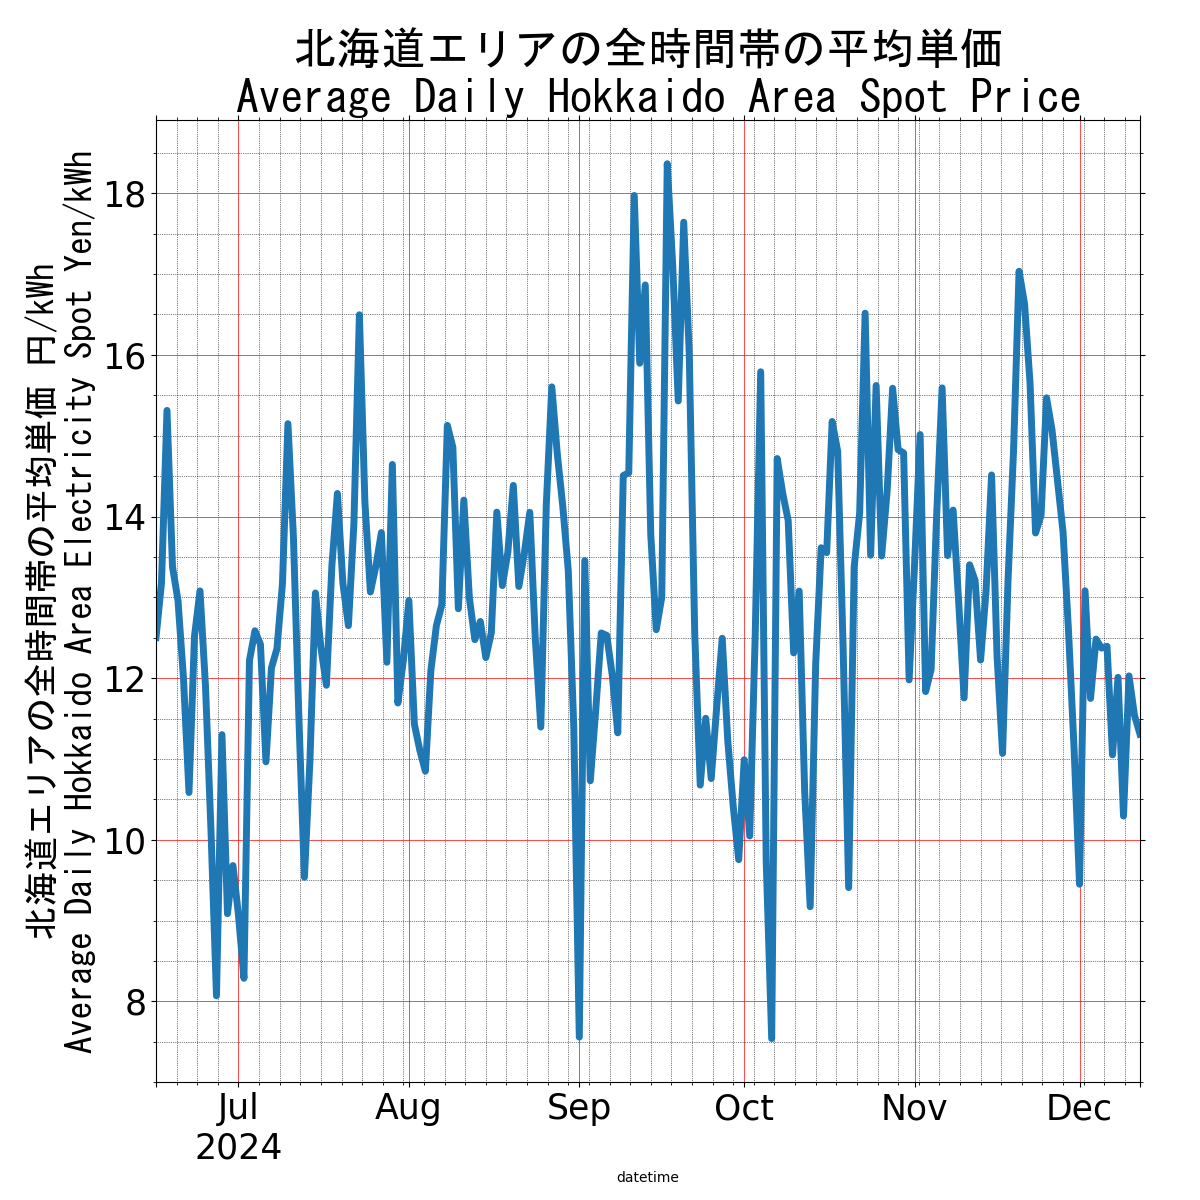 北海道エリアの全時間帯の平均単価
Average Daily Hokkaido Area Spot Price
北海道エリアの全時間帯の平均単価 円/kWh
Average Daily Hokkaido Area Electricity Spot Yen/kWh
18
16
14
12
10
8
Jul
2024
Aug
Sep
Oct
Nov
Dec
datetime